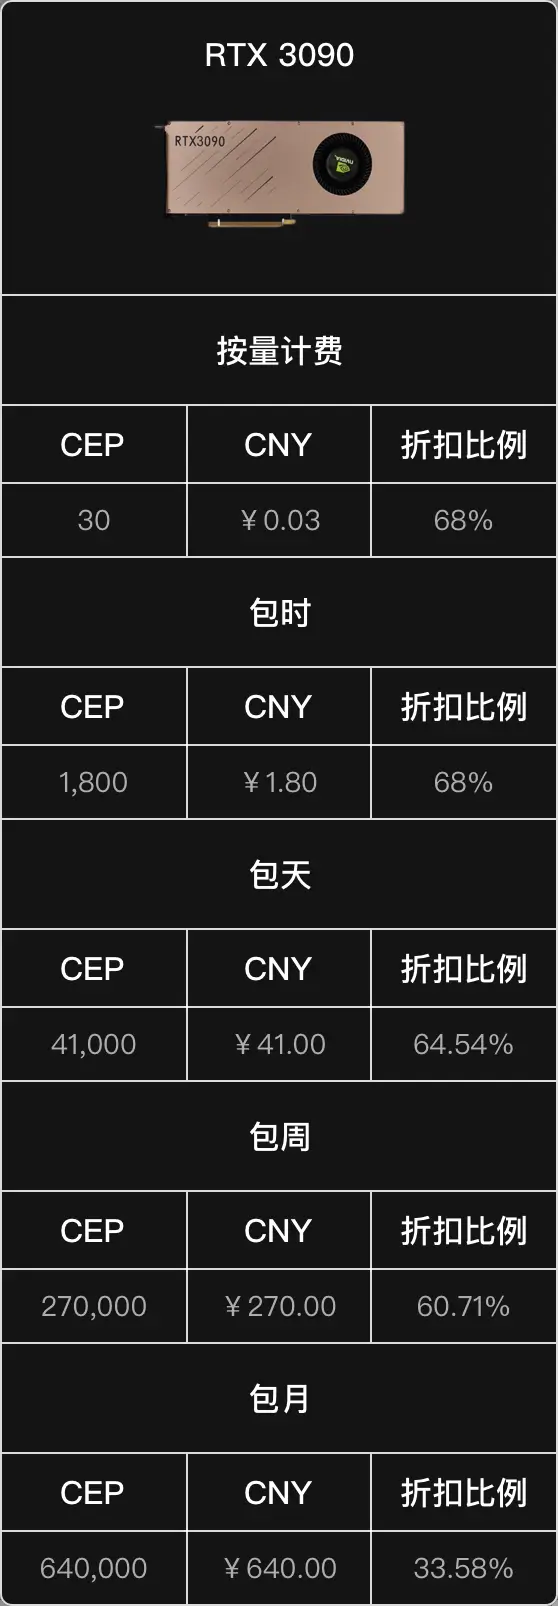 RTX 3090
RTX3090
NVIDIA
按量计费
CEP CNY 折扣比例
30 ￥0.03 68%
包时
CEP CNY 折扣比例
1,800 ￥1.80 68%
包天
CEP CNY 折扣比例
41,000 ￥41.00 64.54%
包周
CEP CNY 折扣比例
270,000 ￥270.00 60.71%
包月
CEP CNY 折扣比例
640,000 ￥640.00 33.58%